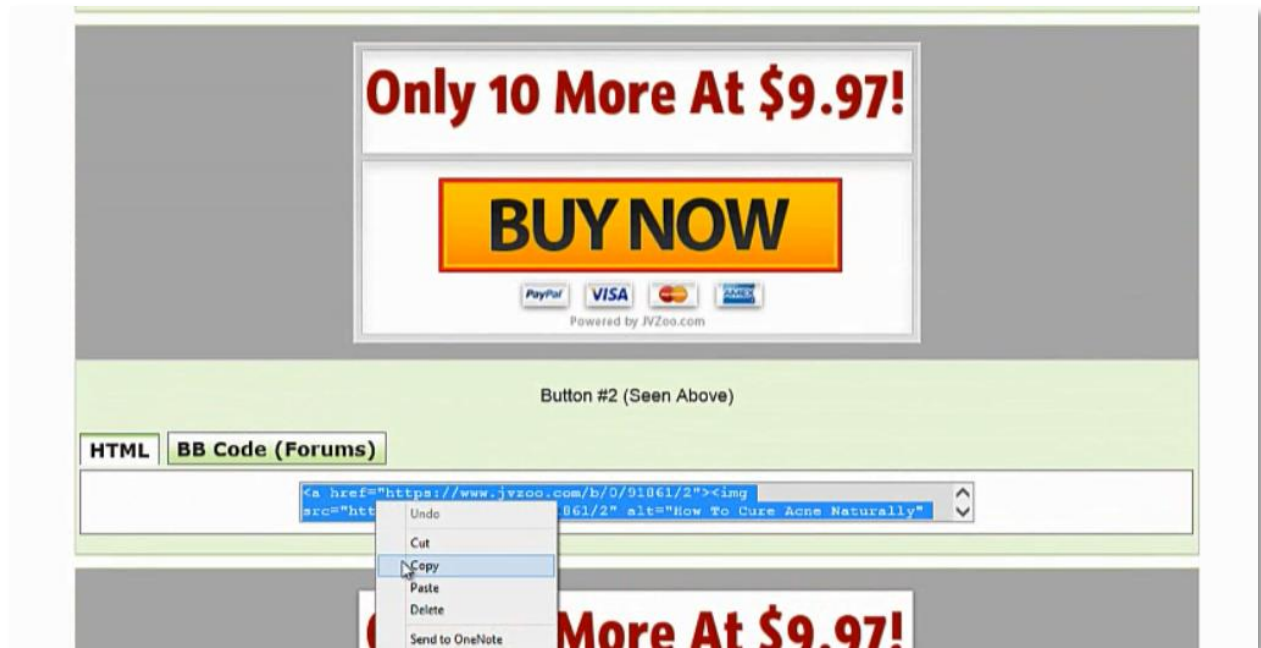 Only 10 More At $9.97!
BUY NOW
PayPal VISA AMEX
Powered by JVZoo.com
Button #2 (Seen Above)
HTML BB Code (Forums)
<a href="https://www.jvzoo.com/b/0/91861/2"><img
src="htt 861/2" alt="How To Cure Acne Naturally"
Undo
Cut
Copy
Paste
Delete
Send to OneNote
More At $9.97!